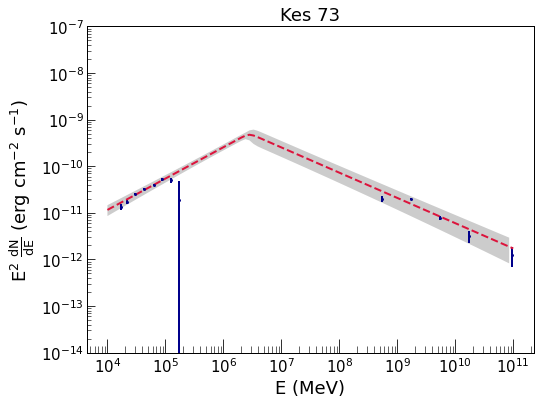 Kes 73
E² dN/dE (erg cm⁻² s⁻¹)
10⁻⁷
10⁻⁸
10⁻⁹
10⁻¹⁰
10⁻¹¹
10⁻¹²
10⁻¹³
10⁻¹⁴
10⁴ 10⁵ 10⁶ 10⁷ 10⁸ 10⁹ 10¹⁰ 10¹¹
E (MeV)